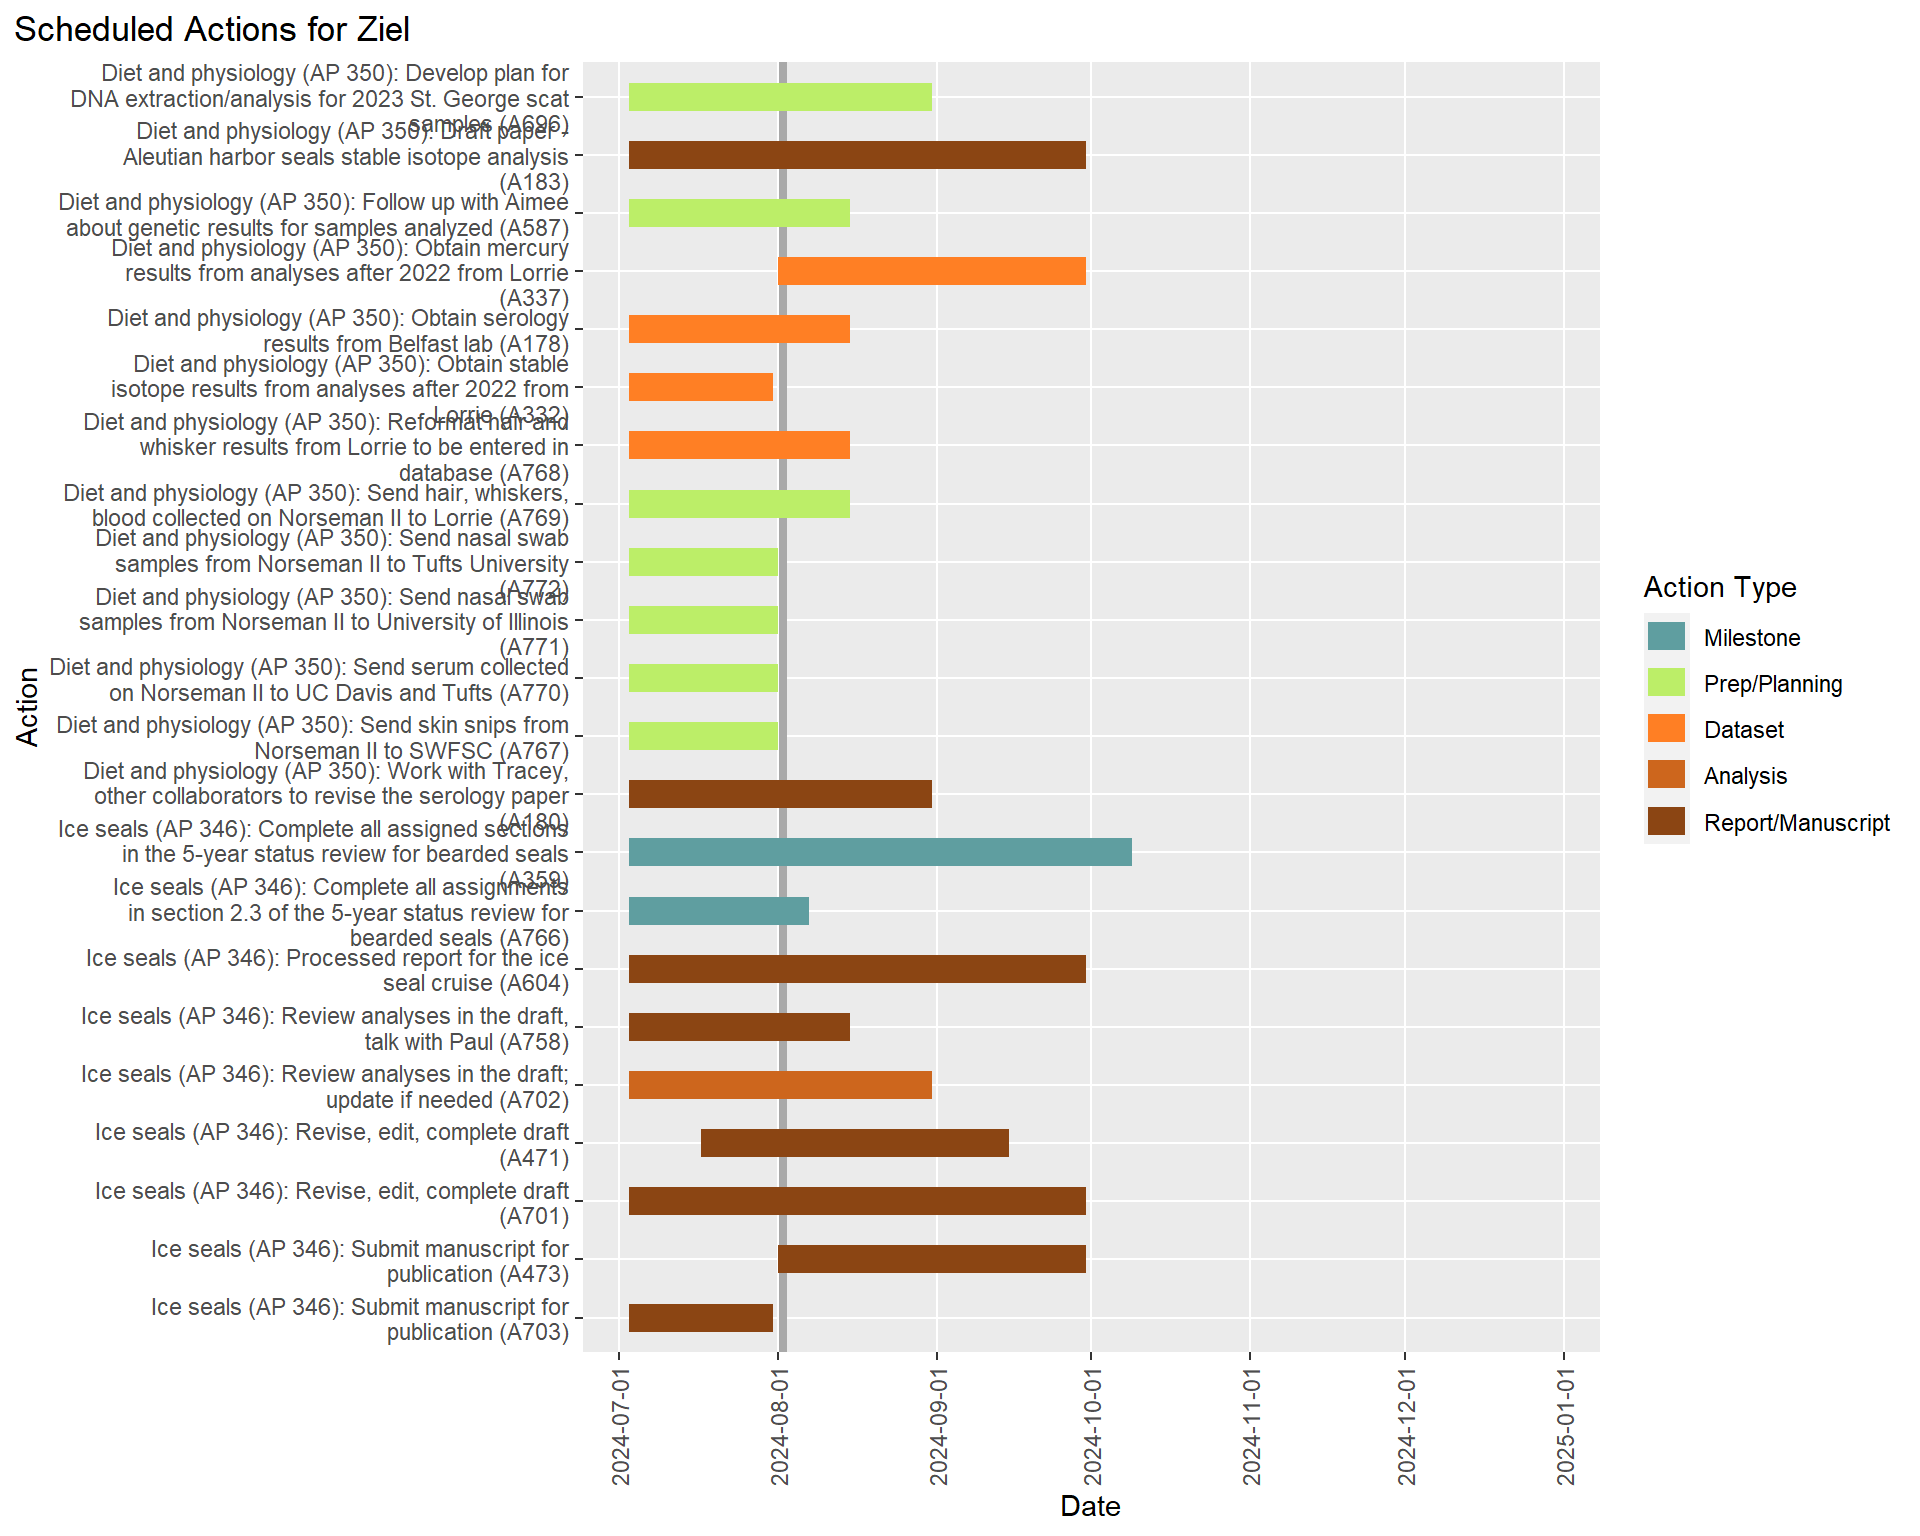 Scheduled Actions for Ziel
Diet and physiology (AP 350): Develop plan for
DNA extraction/analysis for 2023 St. George scat
samples (A696)
Diet and physiology (AP 350): Draft paper -
Aleutian harbor seals stable isotope analysis
(A183)
Diet and physiology (AP 350): Follow up with Aimee
about genetic results for samples analyzed (A587)
Diet and physiology (AP 350): Obtain mercury
results from analyses after 2022 from Lorrie
(A337)
Diet and physiology (AP 350): Obtain serology
results from Belfast lab (A178)
Diet and physiology (AP 350): Obtain stable
isotope results from analyses after 2022 from
Lorrie (A332)
Diet and physiology (AP 350): Reformat hair and
whisker results from Lorrie to be entered in
database (A768)
Diet and physiology (AP 350): Send hair, whiskers,
blood collected on Norseman II to Lorrie (A769)
Diet and physiology (AP 350): Send nasal swab
samples from Norseman II to Tufts University
(A772)
Diet and physiology (AP 350): Send nasal swab
samples from Norseman II to University of Illinois
(A771)
Diet and physiology (AP 350): Send serum collected
on Norseman II to UC Davis and Tufts (A770)
Diet and physiology (AP 350): Send skin snips from
Norseman II to SWFSC (A767)
Diet and physiology (AP 350): Work with Tracey,
other collaborators to revise the serology paper
(A180)
Ice seals (AP 346): Complete all assigned sections
in the 5-year status review for bearded seals
(A359)
Ice seals (AP 346): Complete all assignments
in section 2.3 of the 5-year status review for
bearded seals (A766)
Ice seals (AP 346): Processed report for the ice
seal cruise (A604)
Ice seals (AP 346): Review analyses in the draft,
talk with Paul (A758)
Ice seals (AP 346): Review analyses in the draft;
update if needed (A702)
Ice seals (AP 346): Revise, edit, complete draft
(A471)
Ice seals (AP 346): Revise, edit, complete draft
(A701)
Ice seals (AP 346): Submit manuscript for
publication (A473)
Ice seals (AP 346): Submit manuscript for
publication (A703)
Action
2024-07-01
2024-08-01
2024-09-01
2024-10-01
2024-11-01
2024-12-01
2025-01-01
Date
Action Type
Milestone
Prep/Planning
Dataset
Analysis
Report/Manuscript